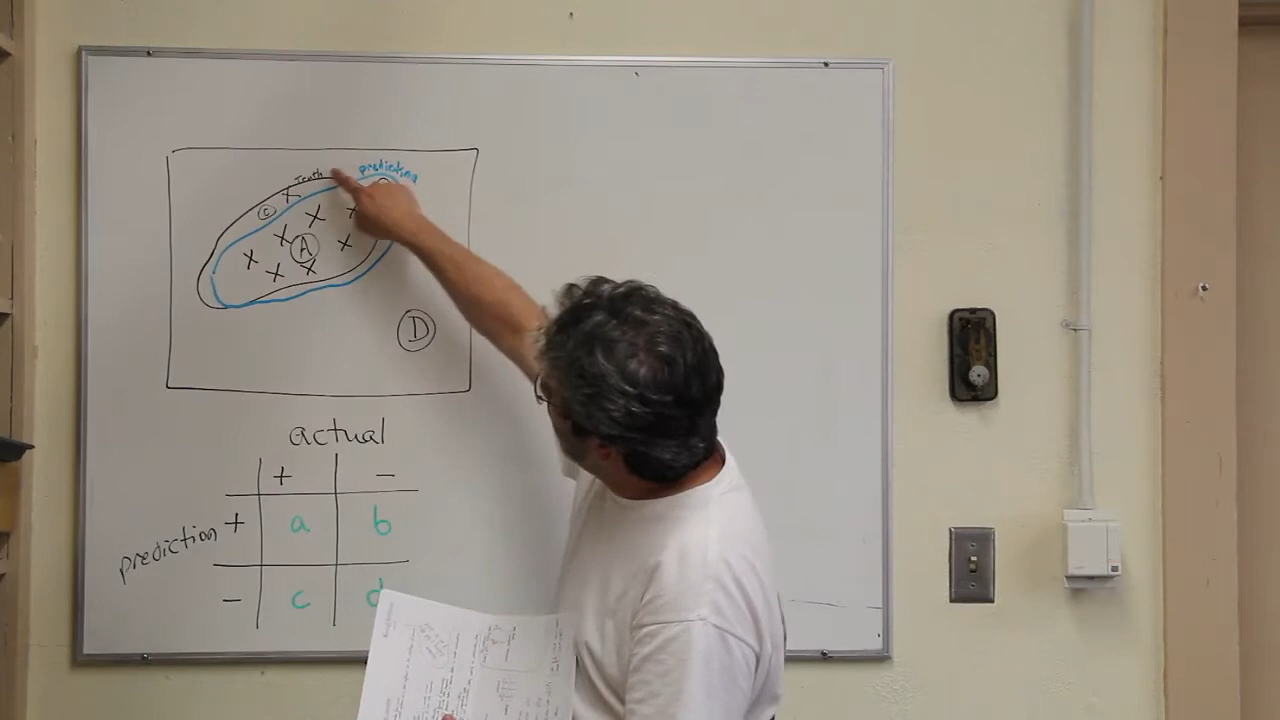 Truth prediction
C
A
D
actual
+ −
prediction + a b
− c d